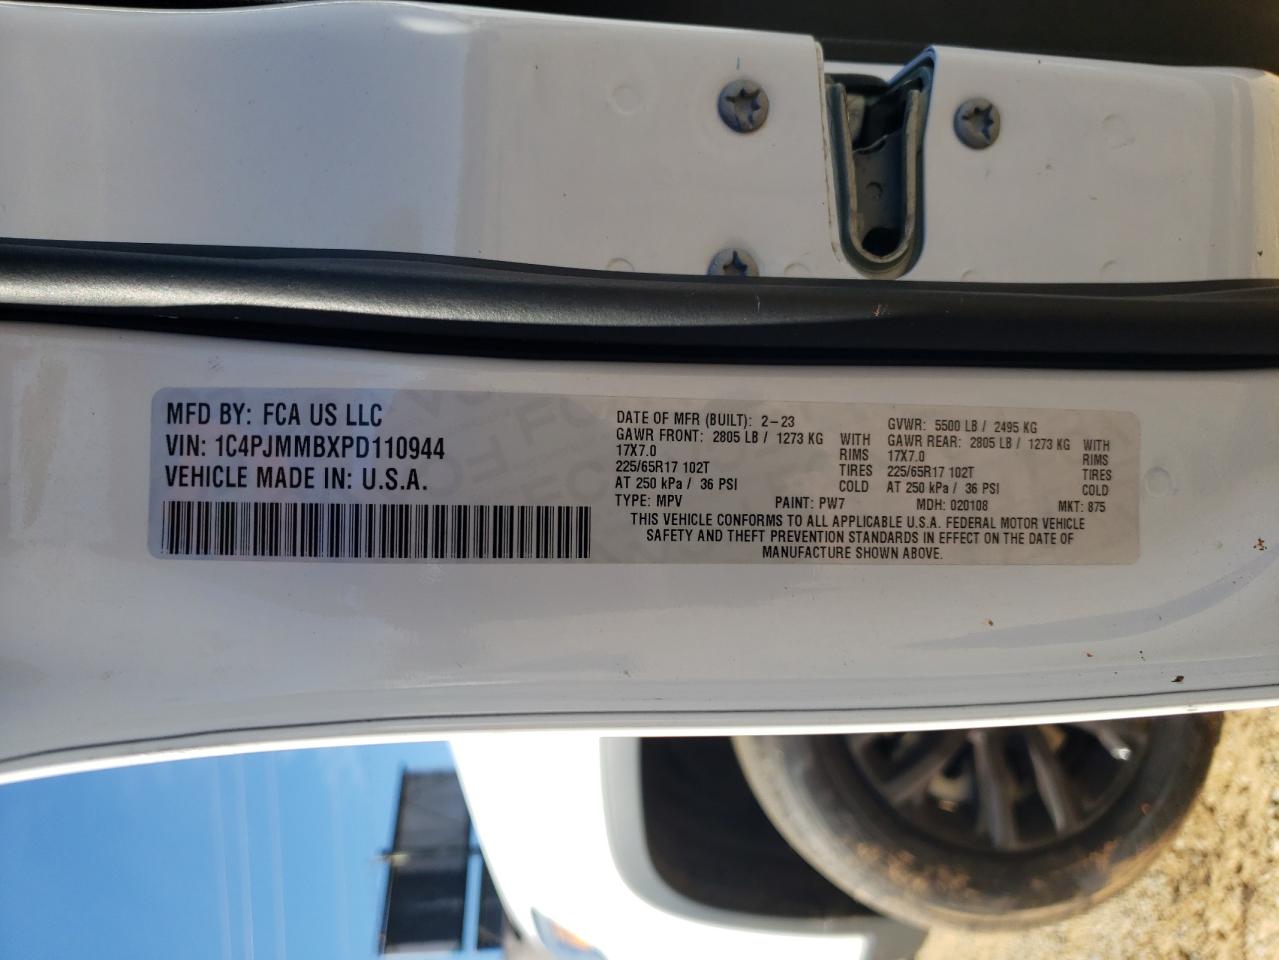 MFD BY: FCA US LLC
VIN: 1C4PJMMBXPD110944
VEHICLE MADE IN: U.S.A.
DATE OF MFR (BUILT): 2-23 GVWR: 5500 LB / 2495 KG
GAWR FRONT: 2805 LB / 1273 KG WITH GAWR REAR: 2805 LB / 1273 KG WITH
17X7.0 RIMS 17X7.0 RIMS
225/65R17 102T TIRES 225/65R17 102T TIRES
AT 250 kPa / 36 PSI COLD AT 250 kPa / 36 PSI COLD
TYPE: MPV PAINT: PW7 MDH: 020108 MKT: 875
THIS VEHICLE CONFORMS TO ALL APPLICABLE U.S.A. FEDERAL MOTOR VEHICLE
SAFETY AND THEFT PREVENTION STANDARDS IN EFFECT ON THE DATE OF
MANUFACTURE SHOWN ABOVE.